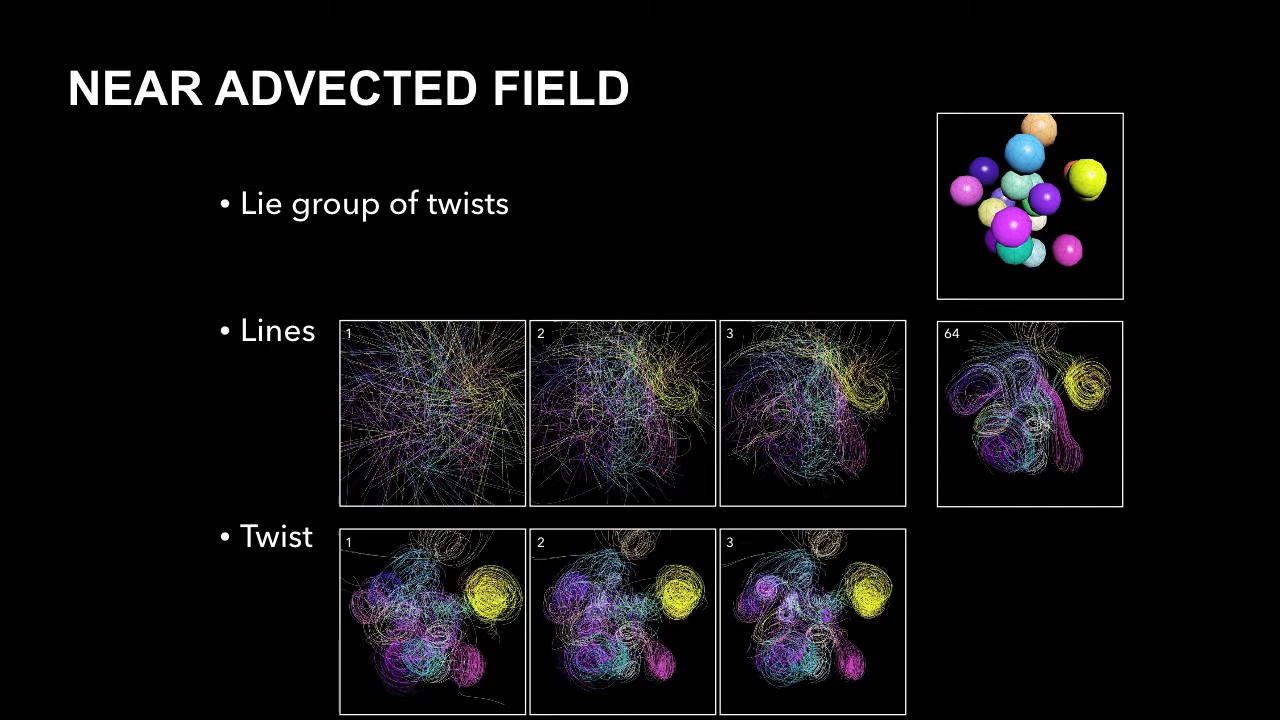 NEAR ADVECTED FIELD
• Lie group of twists
• Lines
1
2
3
64
• Twist
1
2
3